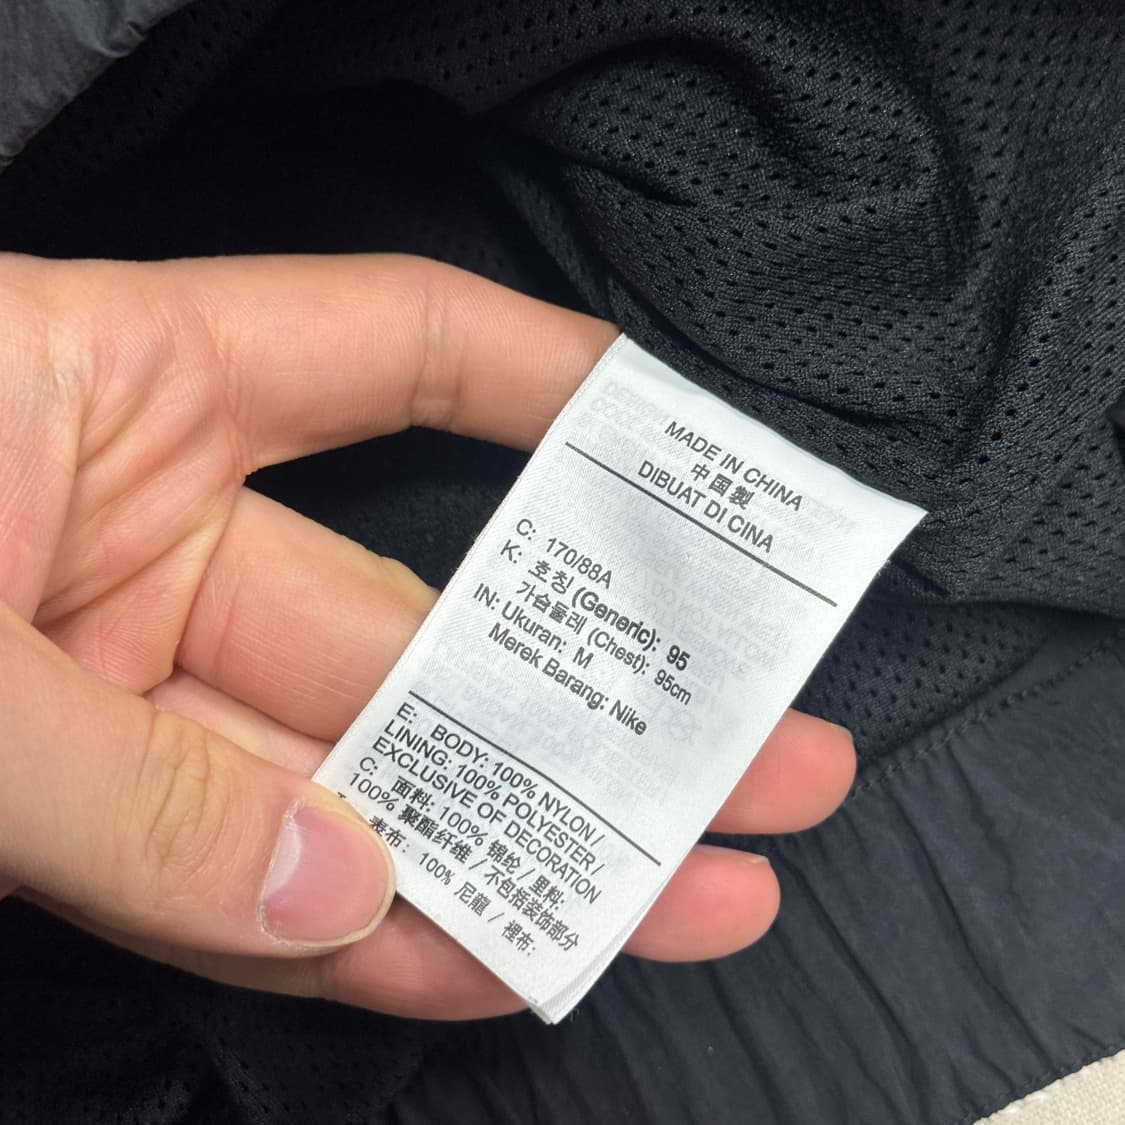 MADE IN CHINA
中国製
DIBUAT DI CINA
C: 170/88A
K: 호칭 (Generic): 95
가슴둘레 (Chest): 95cm
IN: Ukuran: M
Merek Barang: Nike
E: BODY: 100% NYLON/
LINING: 100% POLYESTER/
EXCLUSIVE OF DECORATION
C: 面料: 100% 锦纶/里料:
100% 聚酯纤维/不包括装饰部分
表布: 100% 尼龍 / 裡布: